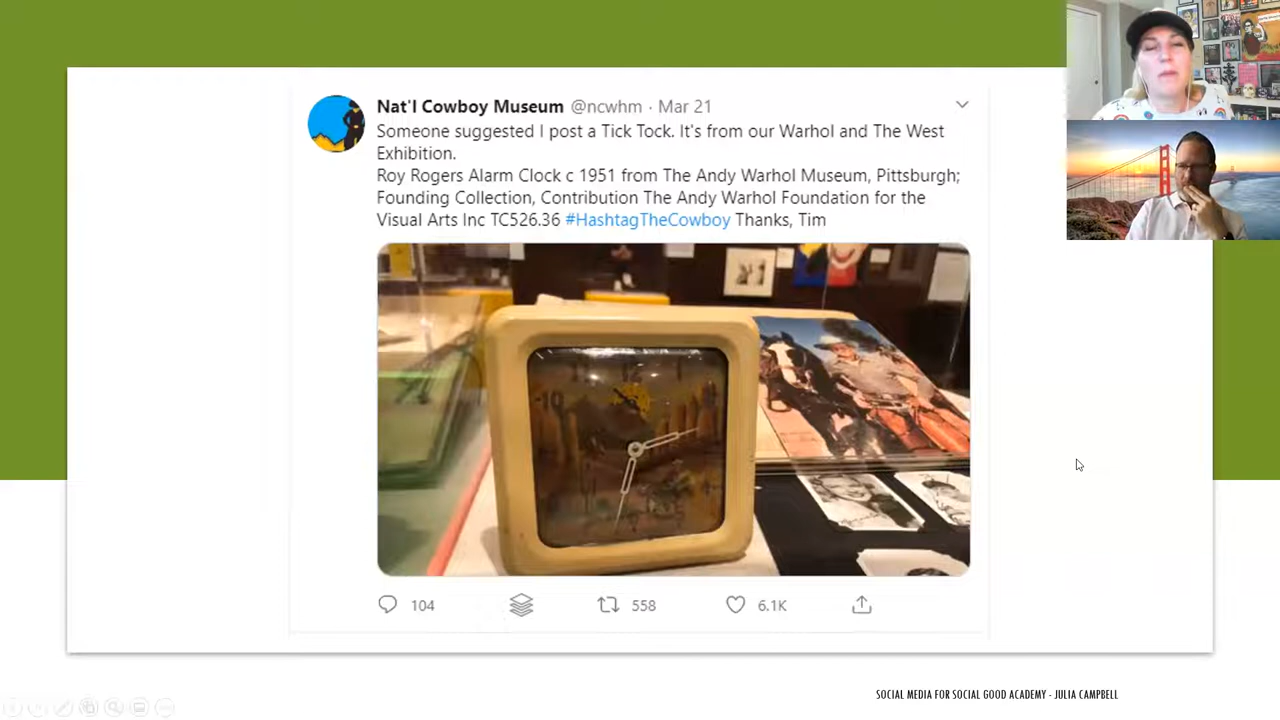 Nat'l Cowboy Museum @ncwhm · Mar 21
Someone suggested I post a Tick Tock. It's from our Warhol and The West
Exhibition.
Roy Rogers Alarm Clock c 1951 from The Andy Warhol Museum, Pittsburgh;
Founding Collection, Contribution The Andy Warhol Foundation for the
Visual Arts Inc TC526.36 #HashtagTheCowboy Thanks, Tim
12
10
104
558
6.1K
SOCIAL MEDIA FOR SOCIAL GOOD ACADEMY - JULIA CAMPBELL